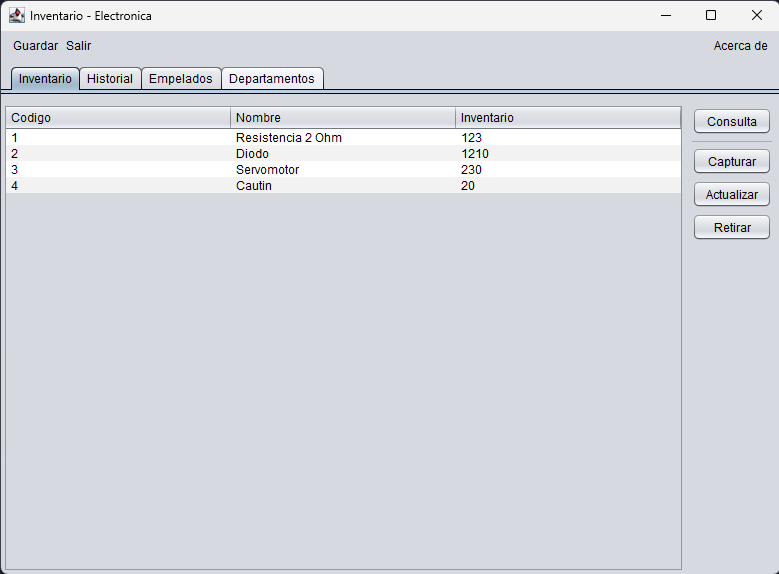 Inventario - Electronica
Guardar Salir Acerca de
Inventario Historial Empelados Departamentos
Codigo Nombre Inventario
1 Resistencia 2 Ohm 123
2 Diodo 1210
3 Servomotor 230
4 Cautin 20
Consulta
Capturar
Actualizar
Retirar